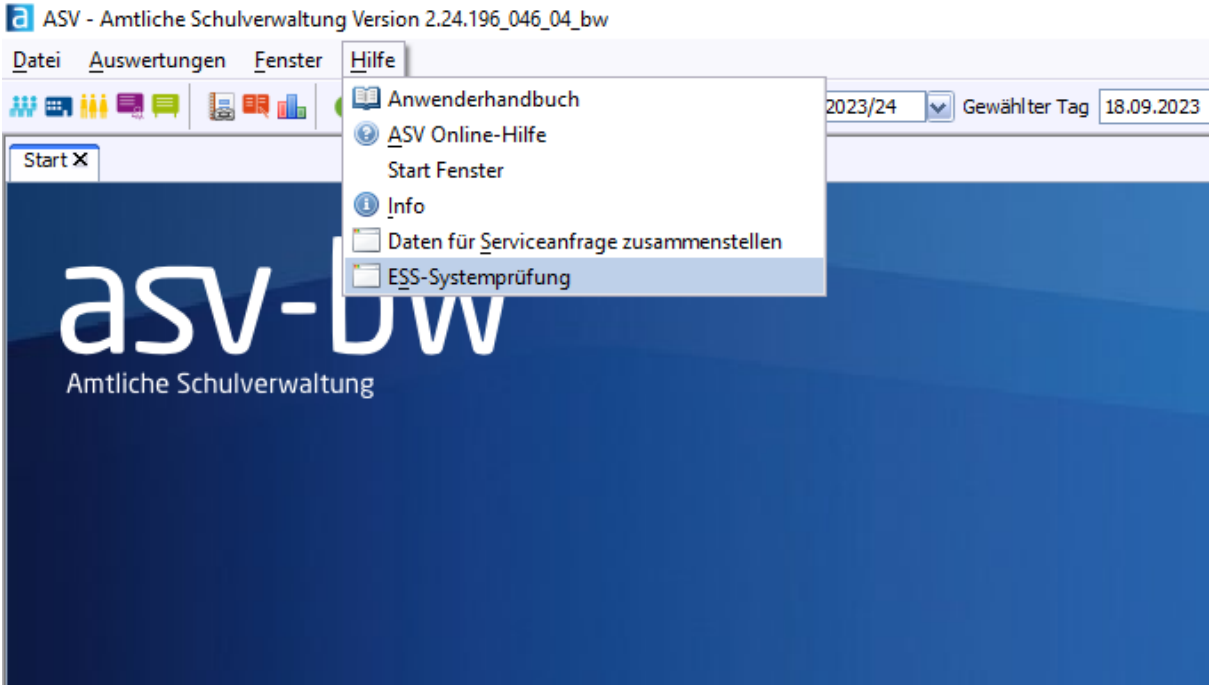 ASV - Amtliche Schulverwaltung Version 2.24.196_046_04_bw
Datei Auswertungen Fenster Hilfe
2023/24 Gewählter Tag 18.09.2023
Anwenderhandbuch
ASV Online-Hilfe
Start Fenster
Info
Daten für Serviceanfrage zusammenstellen
ESS-Systemprüfung
Start
asv-bw
Amtliche Schulverwaltung